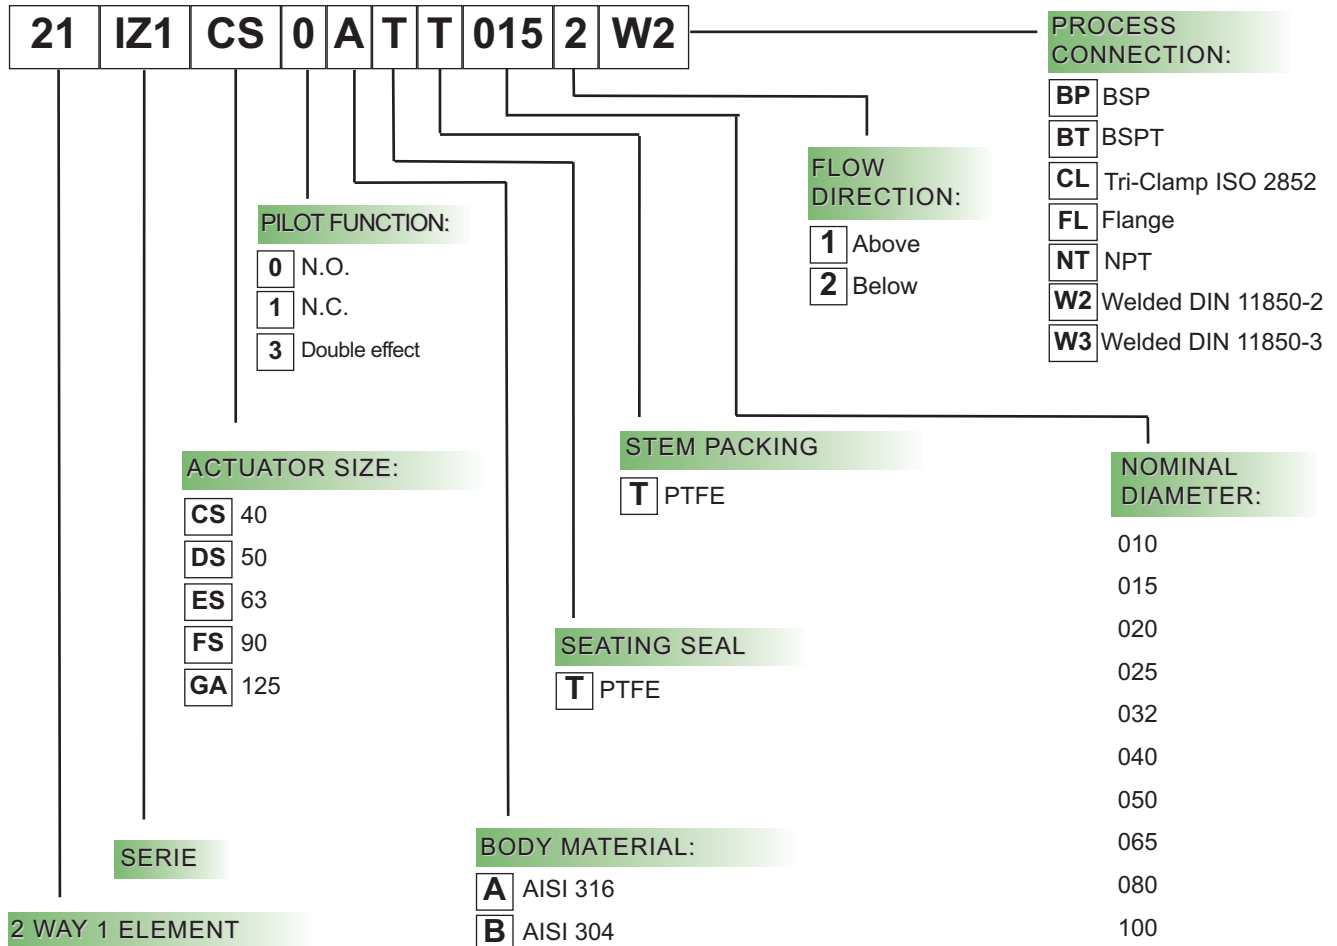 21 IZ1 CS 0 A T T 015 2 W2
PROCESS
CONNECTION:
BP BSP
BT BSPT
CL Tri-Clamp ISO 2852
FL Flange
NT NPT
W2 Welded DIN 11850-2
W3 Welded DIN 11850-3
FLOW
DIRECTION:
1 Above
2 Below
PILOT FUNCTION:
0 N.O.
1 N.C.
3 Double effect
ACTUATOR SIZE:
CS 40
DS 50
ES 63
FS 90
GA 125
STEM PACKING
T PTFE
NOMINAL
DIAMETER:
010
015
020
025
032
040
050
065
080
100
SEATING SEAL
T PTFE
SERIE
BODY MATERIAL:
A AISI 316
B AISI 304
2 WAY 1 ELEMENT